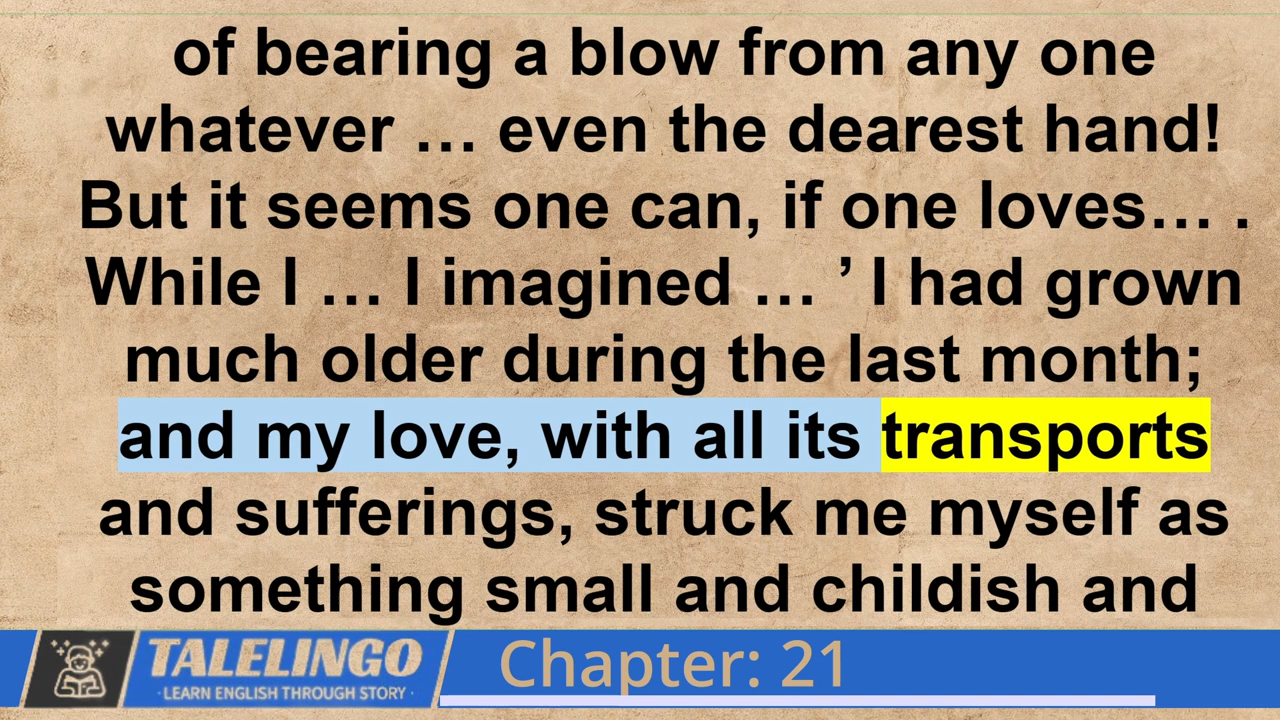 of bearing a blow from any one
whatever … even the dearest hand!
But it seems one can, if one loves… .
While I … I imagined … ’ I had grown
much older during the last month;
and my love, with all its transports
and sufferings, struck me myself as
something small and childish and
TALELINGO
· LEARN ENGLISH THROUGH STORY ·
Chapter: 21